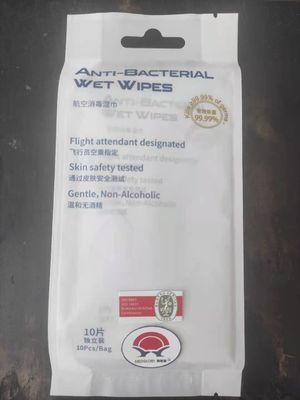 ANTI-BACTERIAL
WET WIPES
航空消毒湿巾
Kills 99.99% of germs
99.99%
Flight attendant designated
飞行员空乘指定
Skin safety tested
通过皮肤安全测试
Gentle, Non-Alcoholic
温和无酒精
10片
独立装
10Pcs/Bag
MEDGLORY